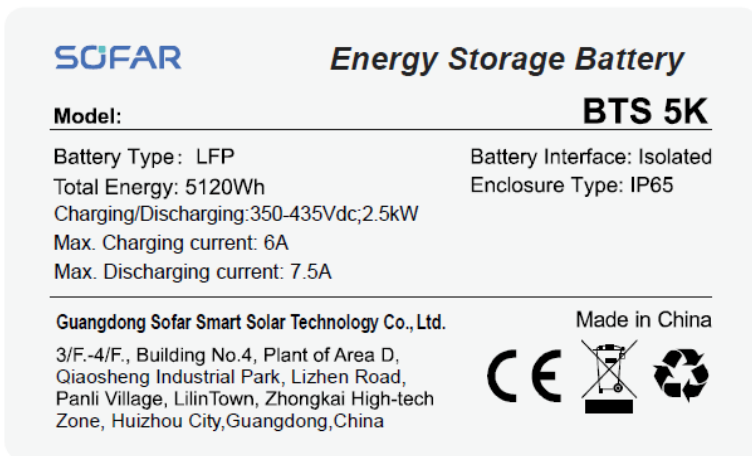 SOFAR
Energy Storage Battery
Model:
BTS 5K
Battery Type: LFP
Battery Interface: Isolated
Total Energy: 5120Wh
Enclosure Type: IP65
Charging/Discharging:350-435Vdc;2.5kW
Max. Charging current: 6A
Max. Discharging current: 7.5A
Guangdong Sofar Smart Solar Technology Co., Ltd.
Made in China
3/F.-4/F., Building No.4, Plant of Area D,
Qiaosheng Industrial Park, Lizhen Road,
Panli Village, LilinTown, Zhongkai High-tech
Zone, Huizhou City,Guangdong,China
CE